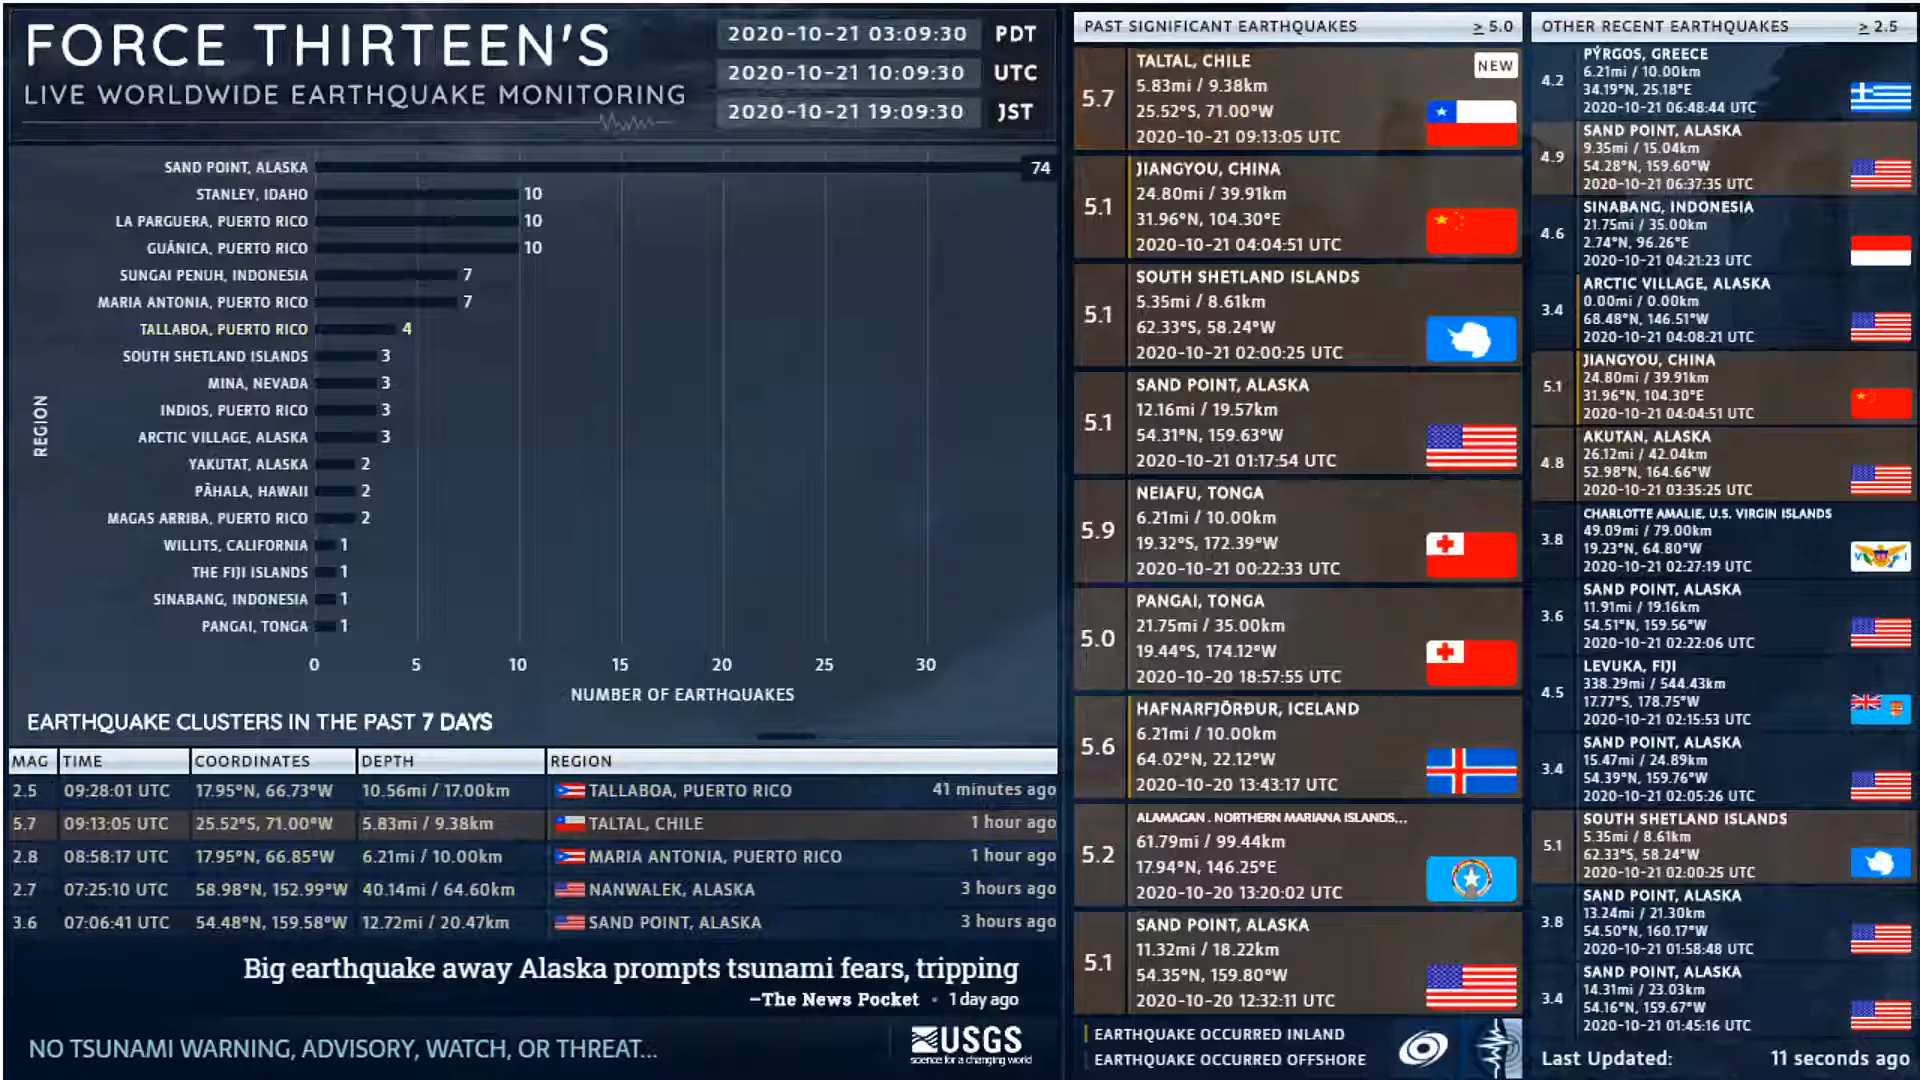 FORCE THIRTEEN'S
LIVE WORLDWIDE EARTHQUAKE MONITORING
2020-10-21 03:09:30 PDT
2020-10-21 10:09:30 UTC
2020-10-21 19:09:30 JST
SAND POINT, ALASKA 74
STANLEY, IDAHO 10
LA PARGUERA, PUERTO RICO 10
GUÁNICA, PUERTO RICO 10
SUNGAI PENUH, INDONESIA 7
MARIA ANTONIA, PUERTO RICO 7
TALLABOA, PUERTO RICO 4
SOUTH SHETLAND ISLANDS 3
MINA, NEVADA 3
INDIOS, PUERTO RICO 3
ARCTIC VILLAGE, ALASKA 3
YAKUTAT, ALASKA 2
PĀHALA, HAWAII 2
MAGAS ARRIBA, PUERTO RICO 2
WILLITS, CALIFORNIA 1
THE FIJI ISLANDS 1
SINABANG, INDONESIA 1
PANGAI, TONGA 1
REGION
0 5 10 15 20 25 30
NUMBER OF EARTHQUAKES
EARTHQUAKE CLUSTERS IN THE PAST 7 DAYS
MAG TIME COORDINATES DEPTH REGION
2.5 09:28:01 UTC 17.95°N, 66.73°W 10.56mi / 17.00km TALLABOA, PUERTO RICO 41 minutes ago
5.7 09:13:05 UTC 25.52°S, 71.00°W 5.83mi / 9.38km TALTAL, CHILE 1 hour ago
2.8 08:58:17 UTC 17.95°N, 66.85°W 6.21mi / 10.00km MARIA ANTONIA, PUERTO RICO 1 hour ago
2.7 07:25:10 UTC 58.98°N, 152.99°W 40.14mi / 64.60km NANWALEK, ALASKA 3 hours ago
3.6 07:06:41 UTC 54.48°N, 159.58°W 12.72mi / 20.47km SAND POINT, ALASKA 3 hours ago
Big earthquake away Alaska prompts tsunami fears, tripping
–The News Pocket • 1 day ago
NO TSUNAMI WARNING, ADVISORY, WATCH, OR THREAT...
USGS
science for a changing world
PAST SIGNIFICANT EARTHQUAKES ≥ 5.0
TALTAL, CHILE NEW
5.7
5.83mi / 9.38km
25.52°S, 71.00°W
2020-10-21 09:13:05 UTC
JIANGYOU, CHINA
5.1
24.80mi / 39.91km
31.96°N, 104.30°E
2020-10-21 04:04:51 UTC
SOUTH SHETLAND ISLANDS
5.1
5.35mi / 8.61km
62.33°S, 58.24°W
2020-10-21 02:00:25 UTC
SAND POINT, ALASKA
5.1
12.16mi / 19.57km
54.31°N, 159.63°W
2020-10-21 01:17:54 UTC
NEIAFU, TONGA
5.9
6.21mi / 10.00km
19.32°S, 172.39°W
2020-10-21 00:22:33 UTC
PANGAI, TONGA
5.0
21.75mi / 35.00km
19.44°S, 174.12°W
2020-10-20 18:57:55 UTC
HAFNARFJÖRÐUR, ICELAND
5.6
6.21mi / 10.00km
64.02°N, 22.12°W
2020-10-20 13:43:17 UTC
ALAMAGAN . NORTHERN MARIANA ISLANDS...
5.2
61.79mi / 99.44km
17.94°N, 146.25°E
2020-10-20 13:20:02 UTC
SAND POINT, ALASKA
5.1
11.32mi / 18.22km
54.35°N, 159.80°W
2020-10-20 12:32:11 UTC
EARTHQUAKE OCCURRED INLAND
EARTHQUAKE OCCURRED OFFSHORE
OTHER RECENT EARTHQUAKES ≥ 2.5
PÝRGOS, GREECE
4.2
6.21mi / 10.00km
34.19°N, 25.18°E
2020-10-21 06:48:44 UTC
SAND POINT, ALASKA
4.9
9.35mi / 15.04km
54.28°N, 159.60°W
2020-10-21 06:37:35 UTC
SINABANG, INDONESIA
4.6
21.75mi / 35.00km
2.74°N, 96.26°E
2020-10-21 04:21:23 UTC
ARCTIC VILLAGE, ALASKA
3.4
0.00mi / 0.00km
68.48°N, 146.51°W
2020-10-21 04:08:21 UTC
JIANGYOU, CHINA
5.1
24.80mi / 39.91km
31.96°N, 104.30°E
2020-10-21 04:04:51 UTC
AKUTAN, ALASKA
4.8
26.12mi / 42.04km
52.98°N, 164.66°W
2020-10-21 03:35:25 UTC
CHARLOTTE AMALIE, U.S. VIRGIN ISLANDS
3.8
49.09mi / 79.00km
19.23°N, 64.80°W
2020-10-21 02:27:19 UTC
SAND POINT, ALASKA
3.6
11.91mi / 19.16km
54.51°N, 159.56°W
2020-10-21 02:22:06 UTC
LEVUKA, FIJI
4.5
338.29mi / 544.43km
17.77°S, 178.75°W
2020-10-21 02:15:53 UTC
SAND POINT, ALASKA
3.4
15.47mi / 24.89km
54.39°N, 159.76°W
2020-10-21 02:05:26 UTC
SOUTH SHETLAND ISLANDS
5.1
5.35mi / 8.61km
62.33°S, 58.24°W
2020-10-21 02:00:25 UTC
SAND POINT, ALASKA
3.8
13.24mi / 21.30km
54.50°N, 160.17°W
2020-10-21 01:58:48 UTC
SAND POINT, ALASKA
3.4
14.31mi / 23.03km
54.16°N, 159.67°W
2020-10-21 01:45:16 UTC
Last Updated: 11 seconds ago